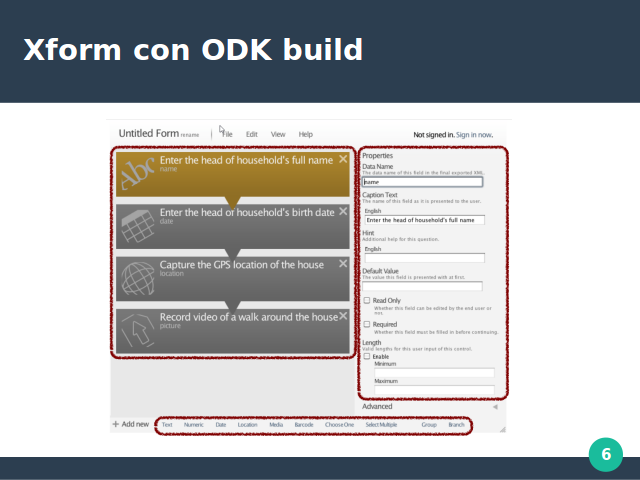 Xform con ODK build
Untitled Form rename | File Edit View Help Not signed in. Sign in now.
Abc
Enter the head of household's full name
name
Enter the head of household's birth date
date
Capture the GPS location of the house
location
Record video of a walk around the house
picture
Properties
Data Name
The data name of this field in the final exported XML.
name
Caption Text
The name of this field as it is presented to the user.
English
Enter the head of household's full name
Hint
Additional help for this question.
English
Default Value
The value this field is presented with at first.
Read Only
Whether this field can be edited by the end user or
not.
Required
Whether this field must be filled in before continuing.
Length
Valid lengths for this user input of this control.
Enable
Minimum
Maximum
Advanced
+ Add new Text Numeric Date Location Media Barcode Choose One Select Multiple Group Branch
6